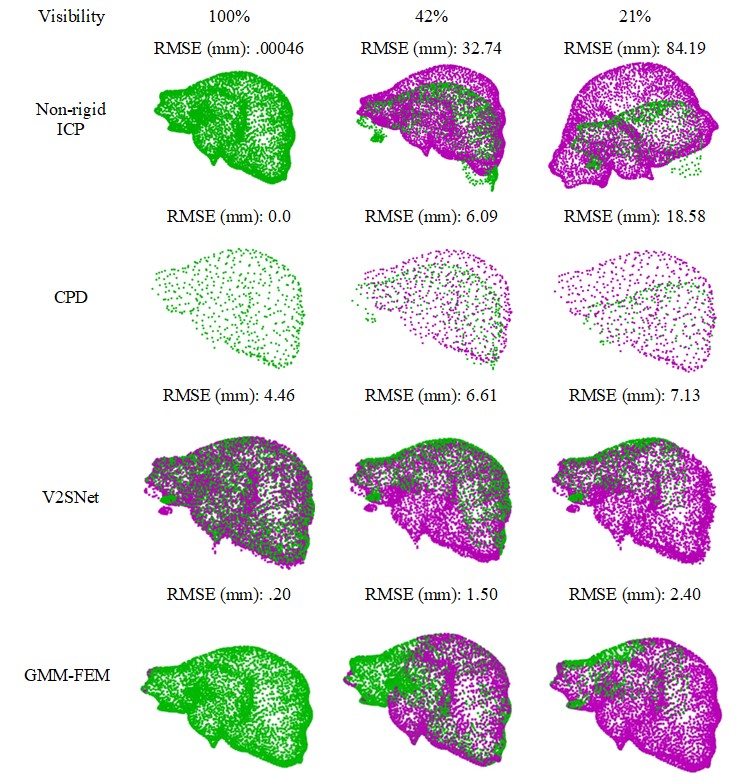 Visibility 100% 42% 21%
RMSE (mm): .00046 RMSE (mm): 32.74 RMSE (mm): 84.19
Non-rigid
ICP
RMSE (mm): 0.0 RMSE (mm): 6.09 RMSE (mm): 18.58
CPD
RMSE (mm): 4.46 RMSE (mm): 6.61 RMSE (mm): 7.13
V2SNet
RMSE (mm): .20 RMSE (mm): 1.50 RMSE (mm): 2.40
GMM-FEM